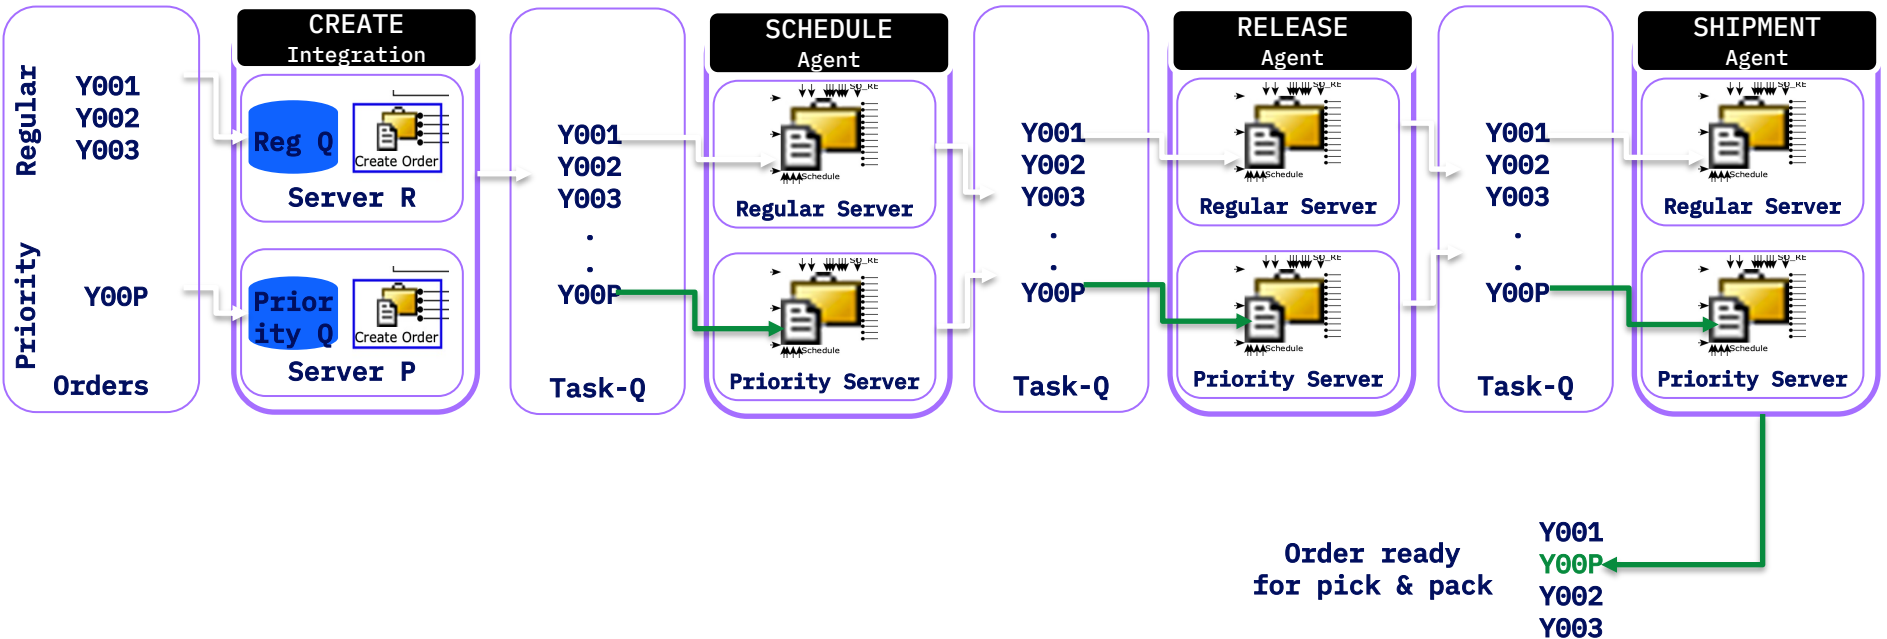 Regular
Y001
Y002
Y003
Priority
Y00P
Orders
CREATE
Integration
Reg Q
Create Order
Server R
Prior
ity Q
Create Order
Server P
Y001
Y002
Y003
.
.
Y00P
Task-Q
SCHEDULE
Agent
Schedule
Regular Server
Schedule
Priority Server
Y001
Y002
Y003
.
.
Y00P
Task-Q
RELEASE
Agent
Schedule
Regular Server
Schedule
Priority Server
Y001
Y002
Y003
.
.
Y00P
Task-Q
SHIPMENT
Agent
Schedule
Regular Server
Schedule
Priority Server
Order ready
for pick & pack
Y001
Y00P
Y002
Y003